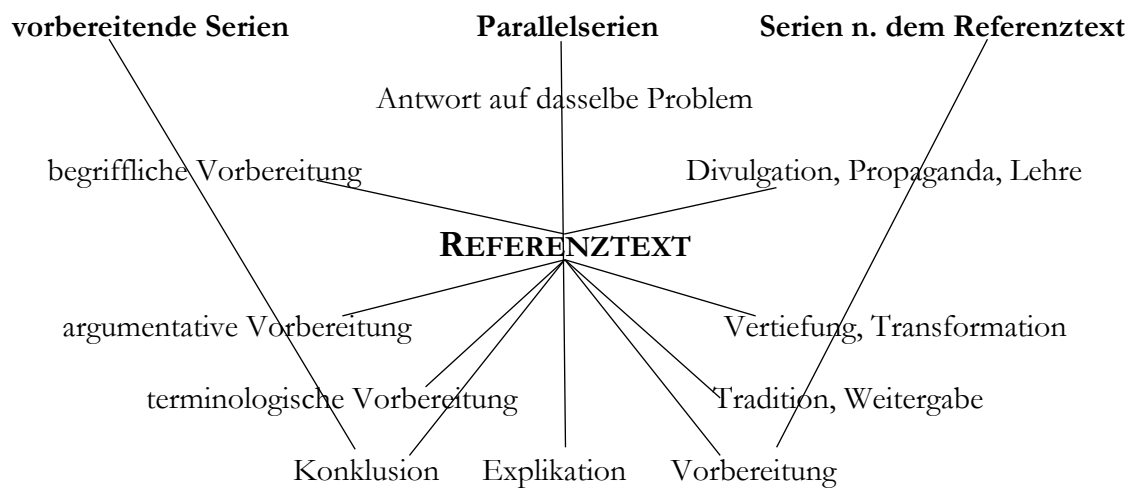 vorbereitende Serien Parallelserien Serien n. dem Referenztext
Antwort auf dasselbe Problem
begriffliche Vorbereitung Divulgation, Propaganda, Lehre
REFERENZTEXT
argumentative Vorbereitung Vertiefung, Transformation
terminologische Vorbereitung Tradition, Weitergabe
Konklusion Explikation Vorbereitung